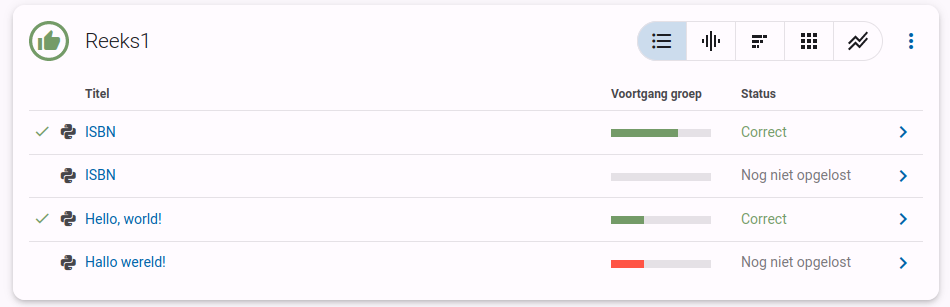 Reeks1
Titel Voortgang groep Status
ISBN Correct
ISBN Nog niet opgelost
Hello, world! Correct
Hallo wereld! Nog niet opgelost